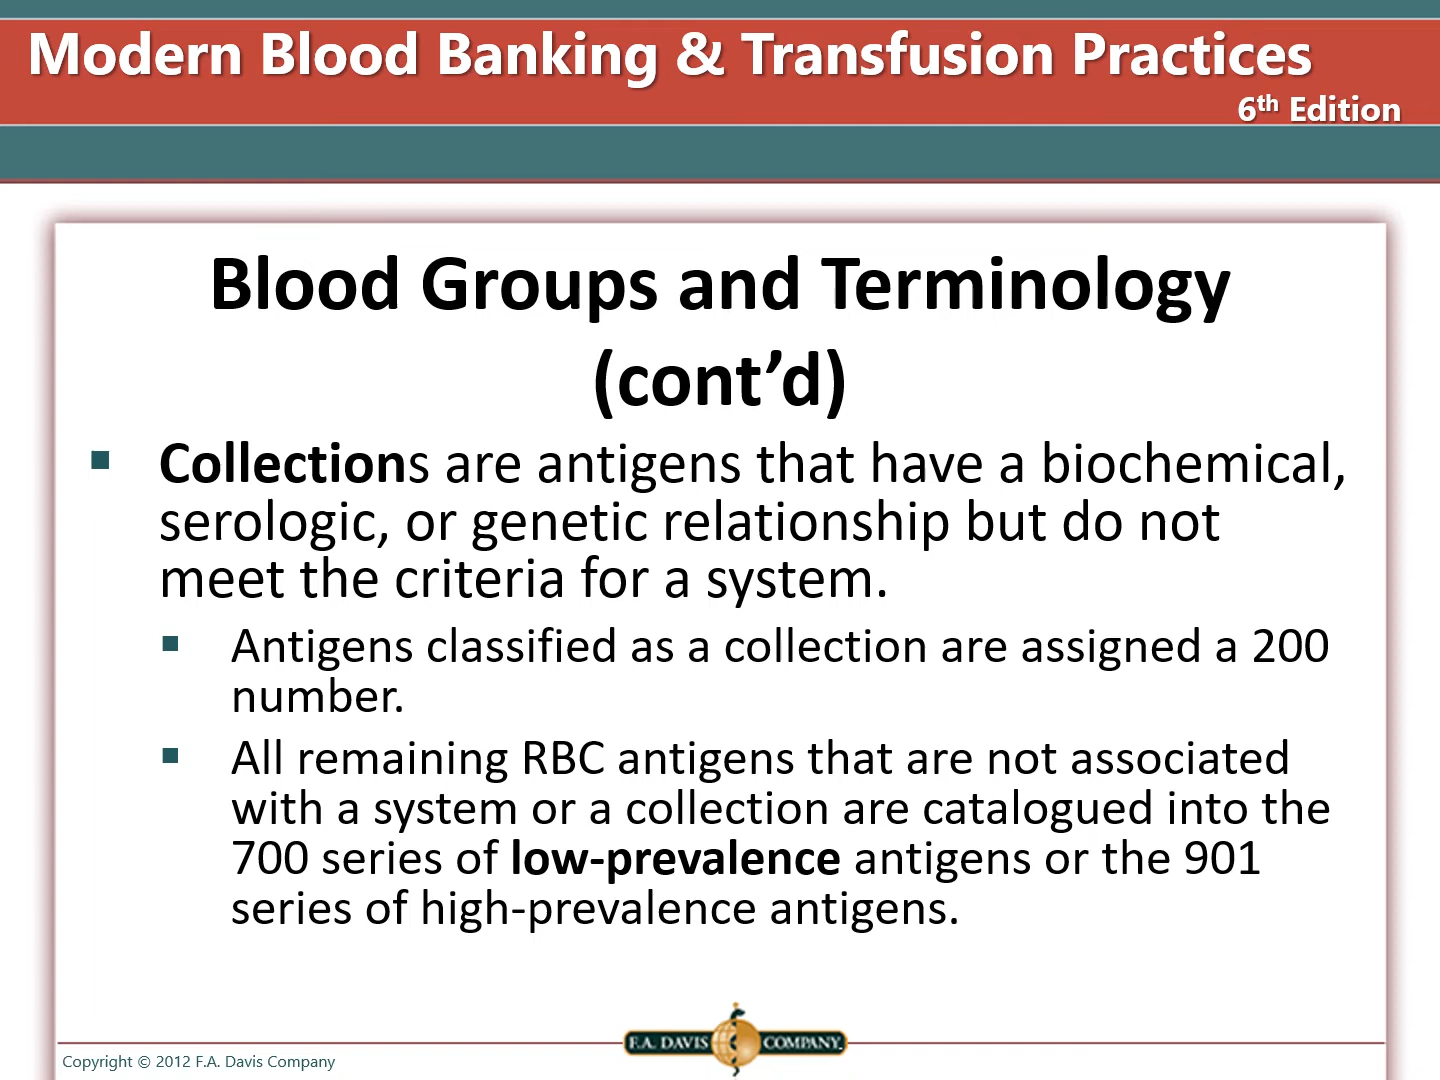 Modern Blood Banking & Transfusion Practices
6th Edition
Blood Groups and Terminology
(cont’d)
▪ Collections are antigens that have a biochemical,
serologic, or genetic relationship but do not
meet the criteria for a system.
▪ Antigens classified as a collection are assigned a 200
number.
▪ All remaining RBC antigens that are not associated
with a system or a collection are catalogued into the
700 series of low-prevalence antigens or the 901
series of high-prevalence antigens.
F.A. DAVIS COMPANY
Copyright © 2012 F.A. Davis Company